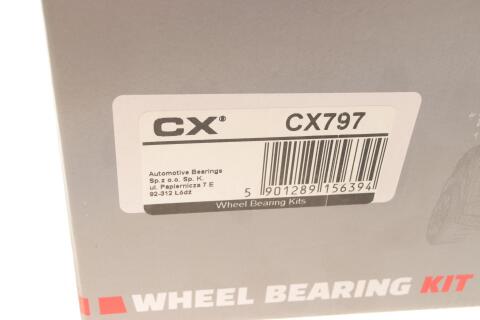 CX® CX797
Automotive Bearings
Sp.z o.o. Sp. K.
ul. Papiernicza 7 E
92-312 Łódź
5 901289 156394
Wheel Bearing Kits
WHEEL BEARING KIT